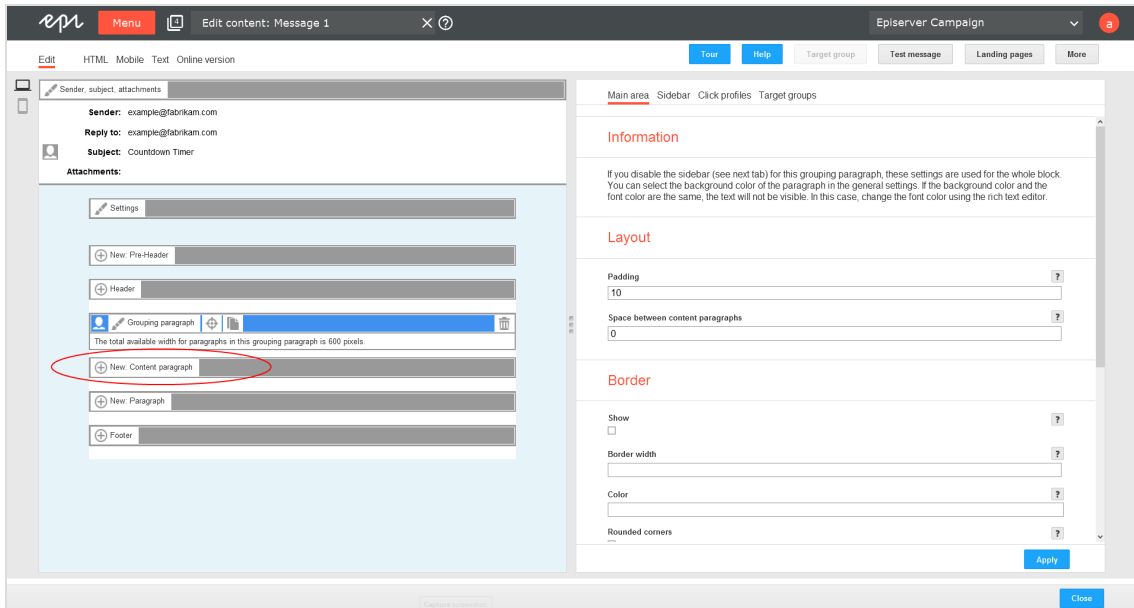 epi
Menu
4
Edit content: Message 1
Episerver Campaign
a
Edit
HTML
Mobile
Text
Online version
Tour
Help
Target group
Test message
Landing pages
More
Sender, subject, attachments
Sender: example@fabrikam.com
Reply to: example@fabrikam.com
Subject: Countdown Timer
Attachments:
Settings
New: Pre-Header
Header
Grouping paragraph
The total available width for paragraphs in this grouping paragraph is 600 pixels.
New: Content paragraph
New: Paragraph
Footer
Main area
Sidebar
Click profiles
Target groups
Information
If you disable the sidebar (see next tab) for this grouping paragraph, these settings are used for the whole block.
You can select the background color of the paragraph in the general settings. If the background color and the
font color are the same, the text will not be visible. In this case, change the font color using the rich text editor.
Layout
Padding
?
10
Space between content paragraphs
?
0
Border
Show
?
Border width
?
Color
?
Rounded corners
?
Apply
Close